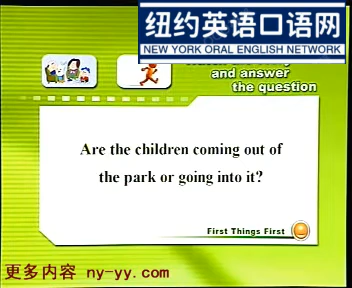 纽约英语口语网
NEW YORK ORAL ENGLISH NETWORK
and answer
the question
Are the children coming out of
the park or going into it?
First Things First
更多内容 ny-yy.com